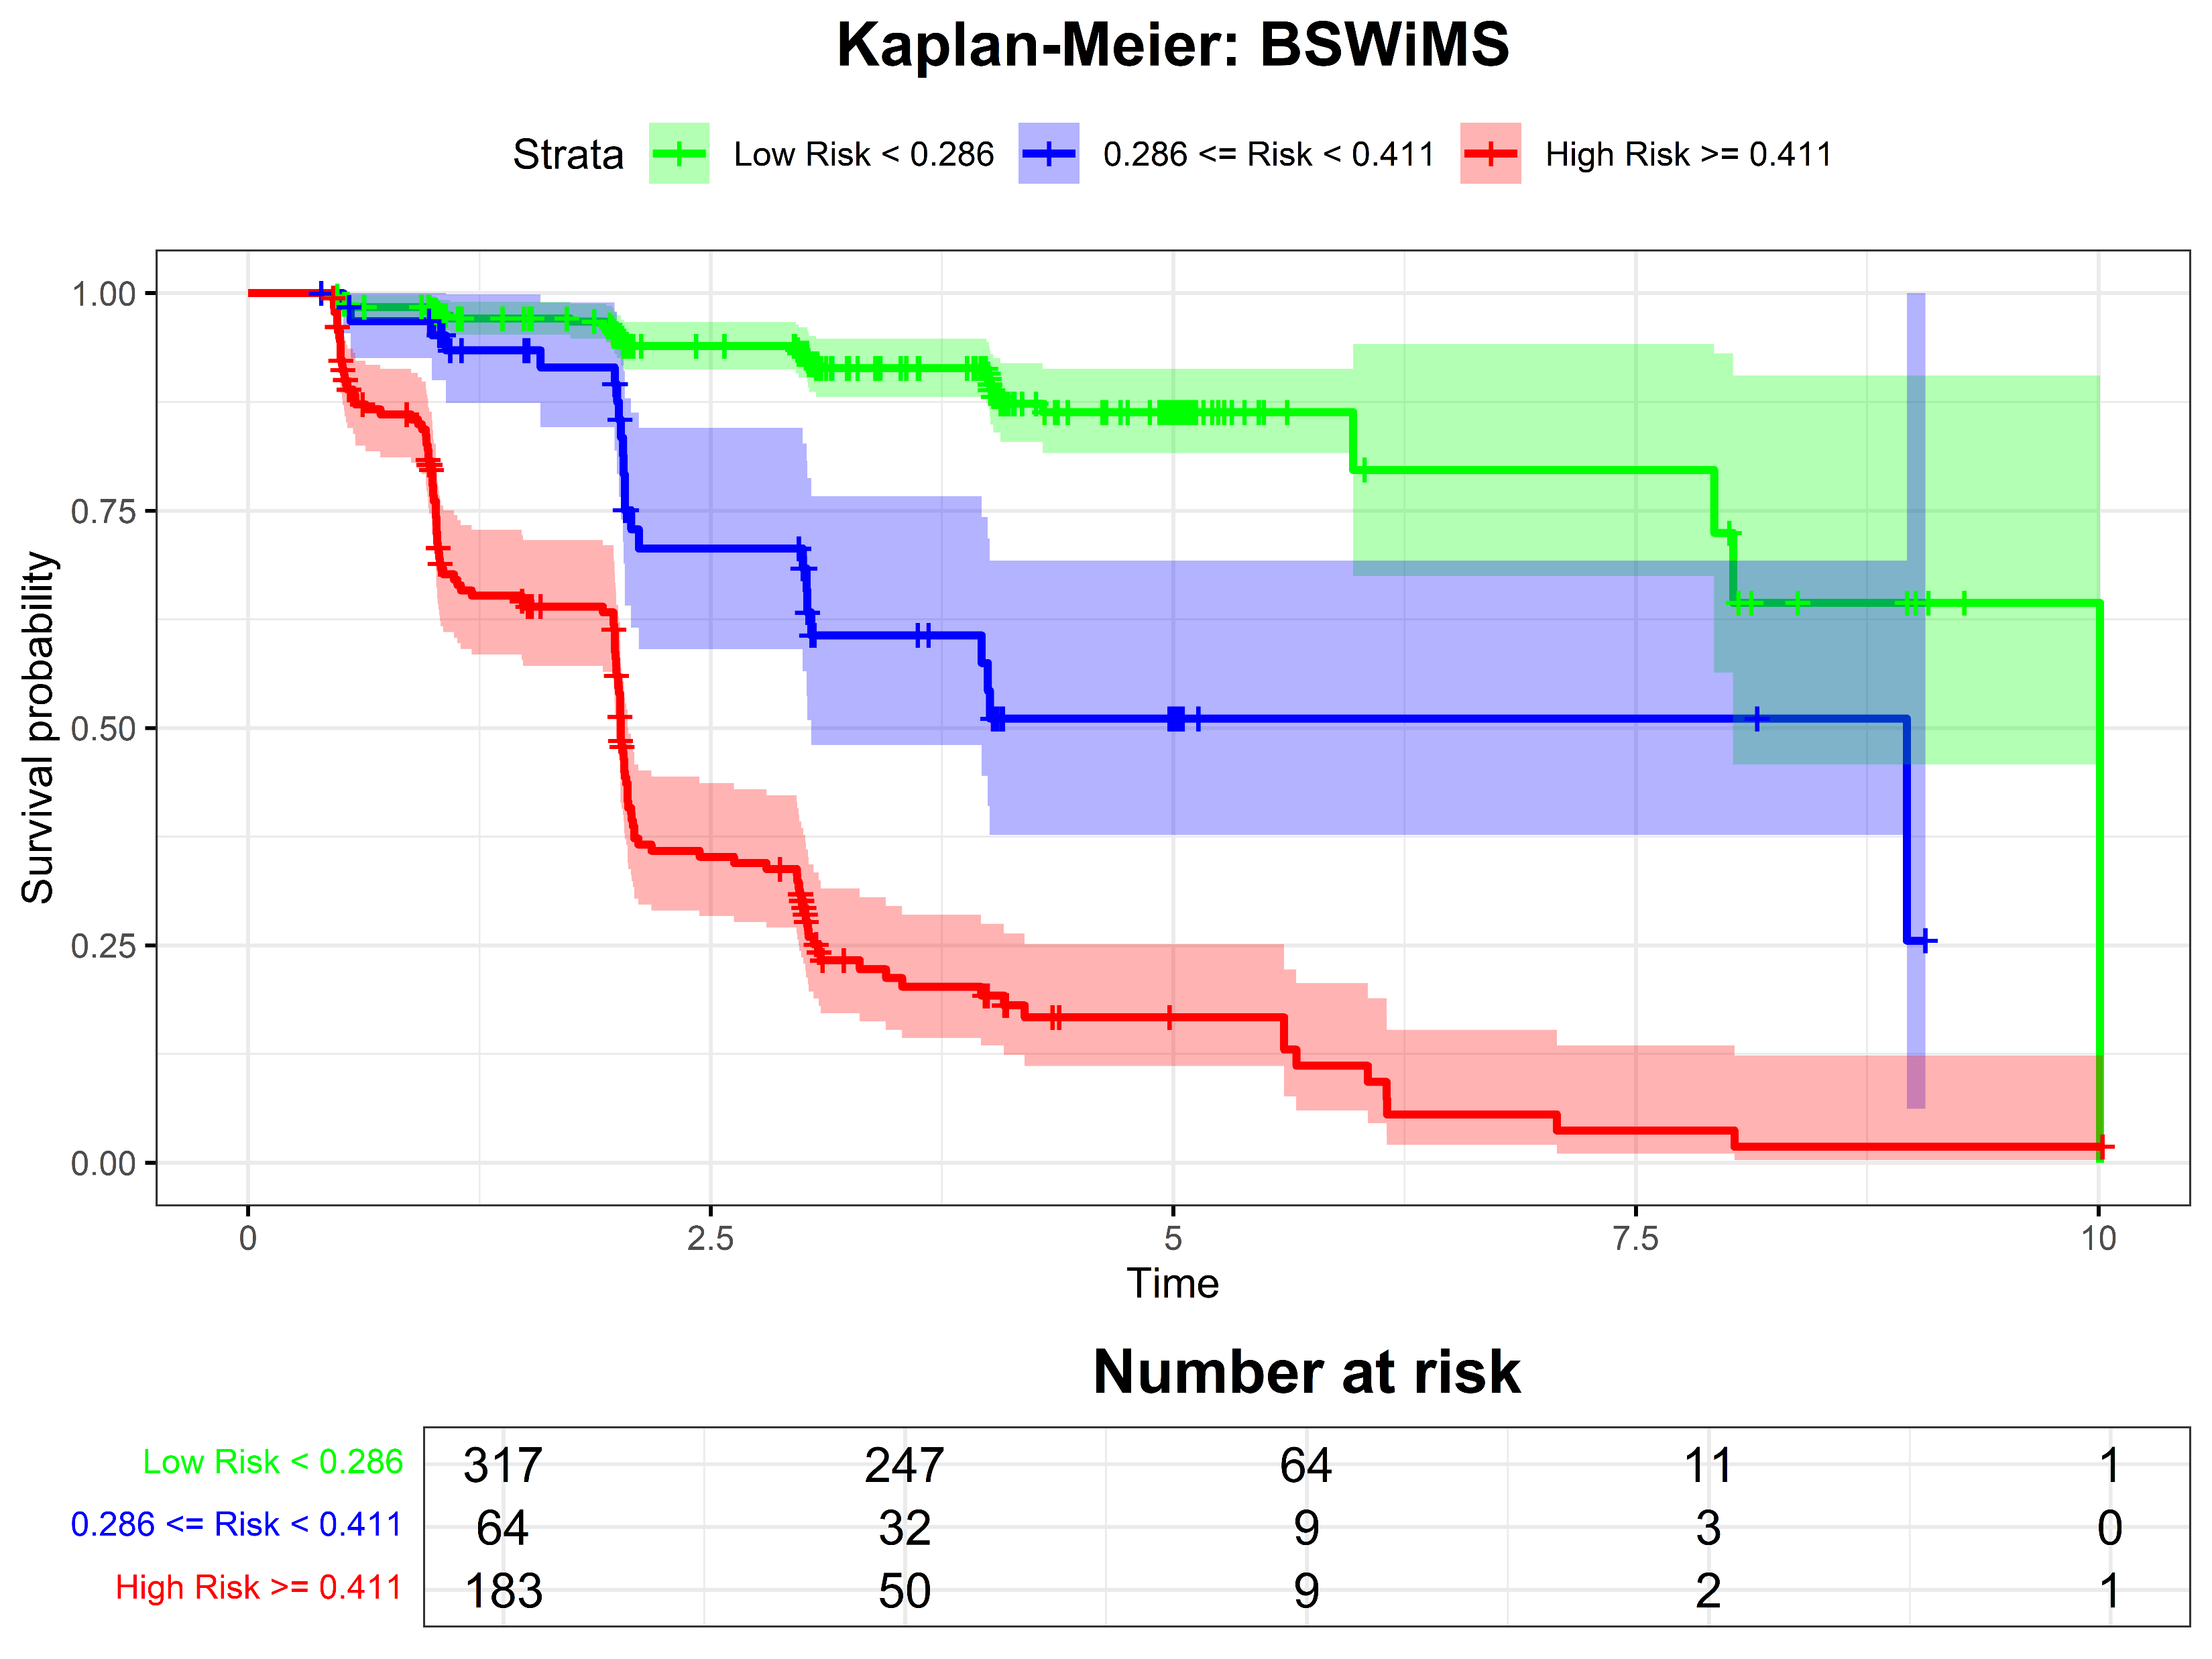 Kaplan-Meier: BSWiMS
Strata Low Risk < 0.286 0.286 <= Risk < 0.411 High Risk >= 0.411
1.00
0.75
0.50
0.25
0.00
Survival probability
0 2.5 5 7.5 10
Time
Number at risk
Low Risk < 0.286 317 247 64 11 1
0.286 <= Risk < 0.411 64 32 9 3 0
High Risk >= 0.411 183 50 9 2 1